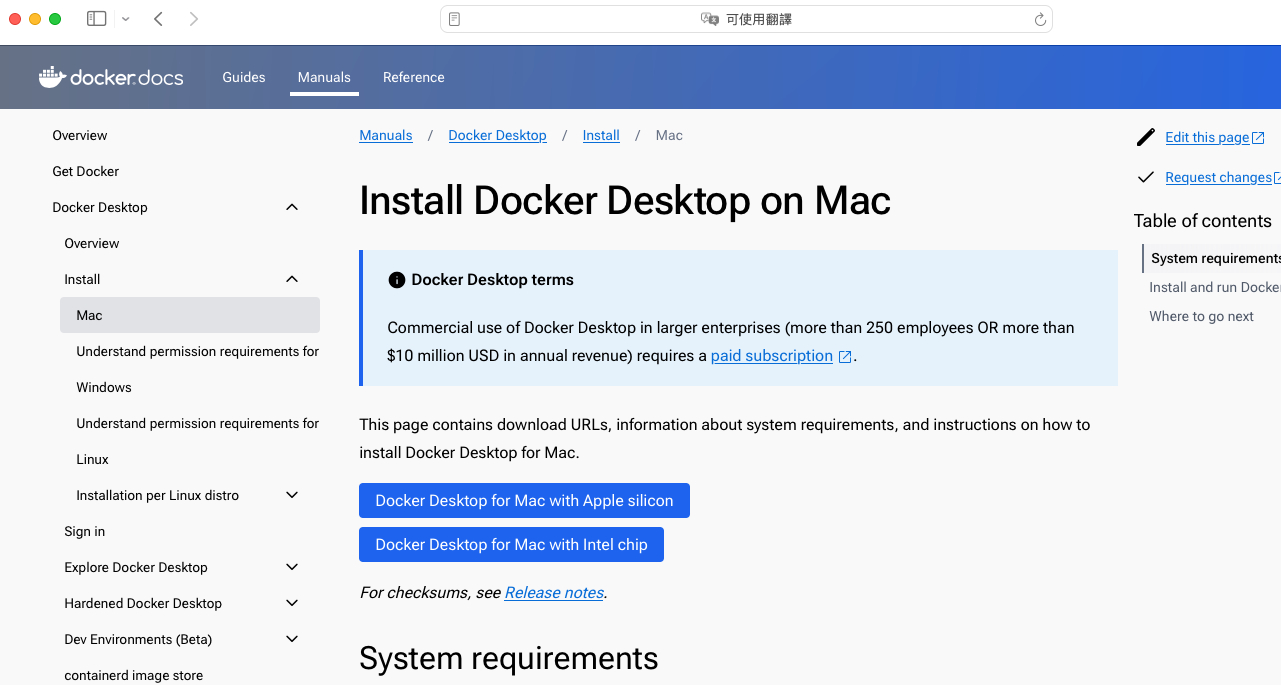 可使用翻譯
docker docs
Guides
Manuals
Reference
Overview
Get Docker
Docker Desktop
Overview
Install
Mac
Understand permission requirements for
Windows
Understand permission requirements for
Linux
Installation per Linux distro
Sign in
Explore Docker Desktop
Hardened Docker Desktop
Dev Environments (Beta)
containerd image store
Manuals / Docker Desktop / Install / Mac
Install Docker Desktop on Mac
Docker Desktop terms
Commercial use of Docker Desktop in larger enterprises (more than 250 employees OR more than
$10 million USD in annual revenue) requires a paid subscription.
This page contains download URLs, information about system requirements, and instructions on how to
install Docker Desktop for Mac.
Docker Desktop for Mac with Apple silicon
Docker Desktop for Mac with Intel chip
For checksums, see Release notes.
System requirements
Edit this page
Request changes
Table of contents
System requirements
Install and run Docker
Where to go next